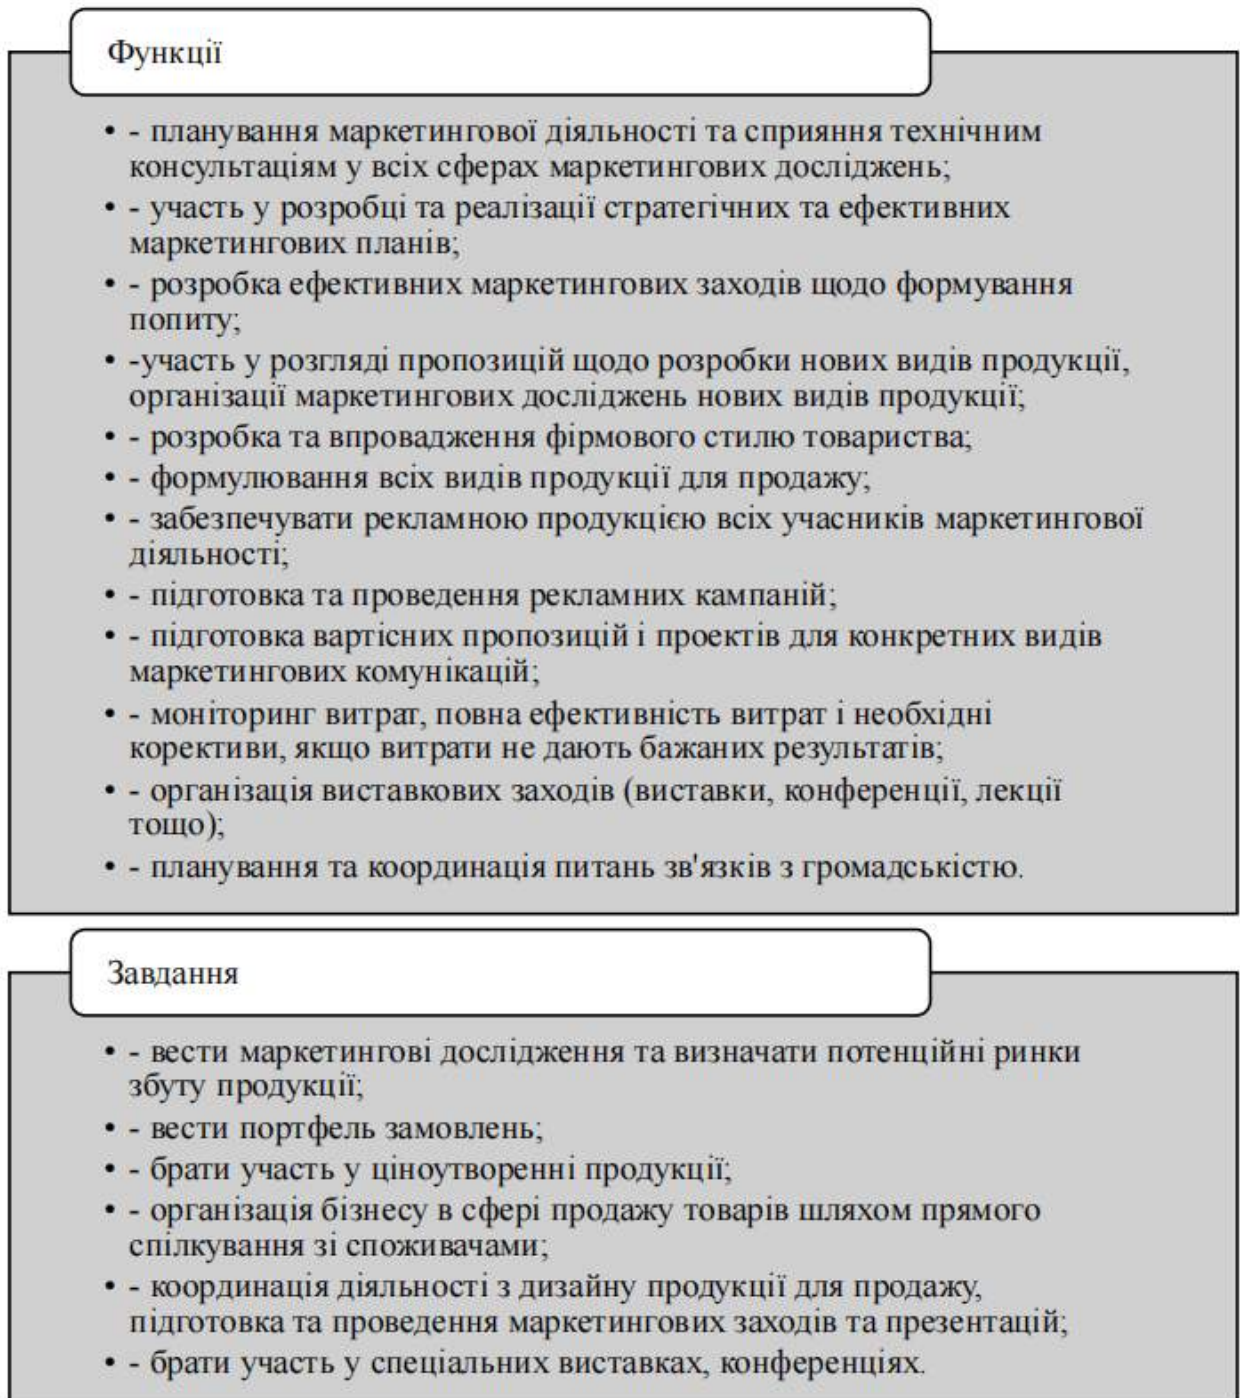 Функції
• - планування маркетингової діяльності та сприяння технічним
консультаціям у всіх сферах маркетингових досліджень;
• - участь у розробці та реалізації стратегічних та ефективних
маркетингових планів;
• - розробка ефективних маркетингових заходів щодо формування
попиту;
• -участь у розгляді пропозицій щодо розробки нових видів продукції,
організації маркетингових досліджень нових видів продукції;
• - розробка та впровадження фірмового стилю товариства;
• - формулювання всіх видів продукції для продажу;
• - забезпечувати рекламною продукцією всіх учасників маркетингової
діяльності;
• - підготовка та проведення рекламних кампаній;
• - підготовка вартісних пропозицій і проектів для конкретних видів
маркетингових комунікацій;
• - моніторинг витрат, повна ефективність витрат і необхідні
корективи, якщо витрати не дають бажаних результатів;
• - організація виставкових заходів (виставки, конференції, лекції
тощо);
• - планування та координація питань зв'язків з громадськістю.
Завдання
• - вести маркетингові дослідження та визначати потенційні ринки
збуту продукції;
• - вести портфель замовлень;
• - брати участь у ціноутворенні продукції;
• - організація бізнесу в сфері продажу товарів шляхом прямого
спілкування зі споживачами;
• - координація діяльності з дизайну продукції для продажу,
підготовка та проведення маркетингових заходів та презентацій;
• - брати участь у спеціальних виставках, конференціях.